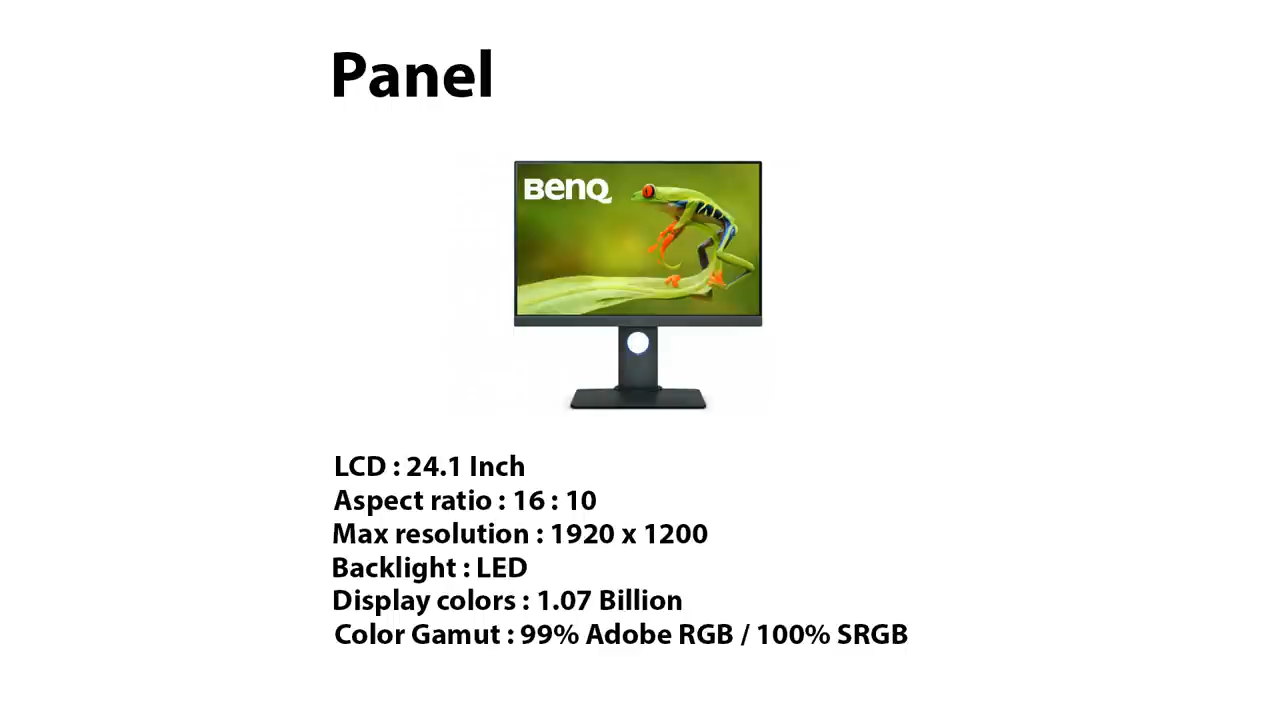 Panel
BenQ
LCD : 24.1 Inch
Aspect ratio : 16 : 10
Max resolution : 1920 x 1200
Backlight : LED
Display colors : 1.07 Billion
Color Gamut : 99% Adobe RGB / 100% SRGB